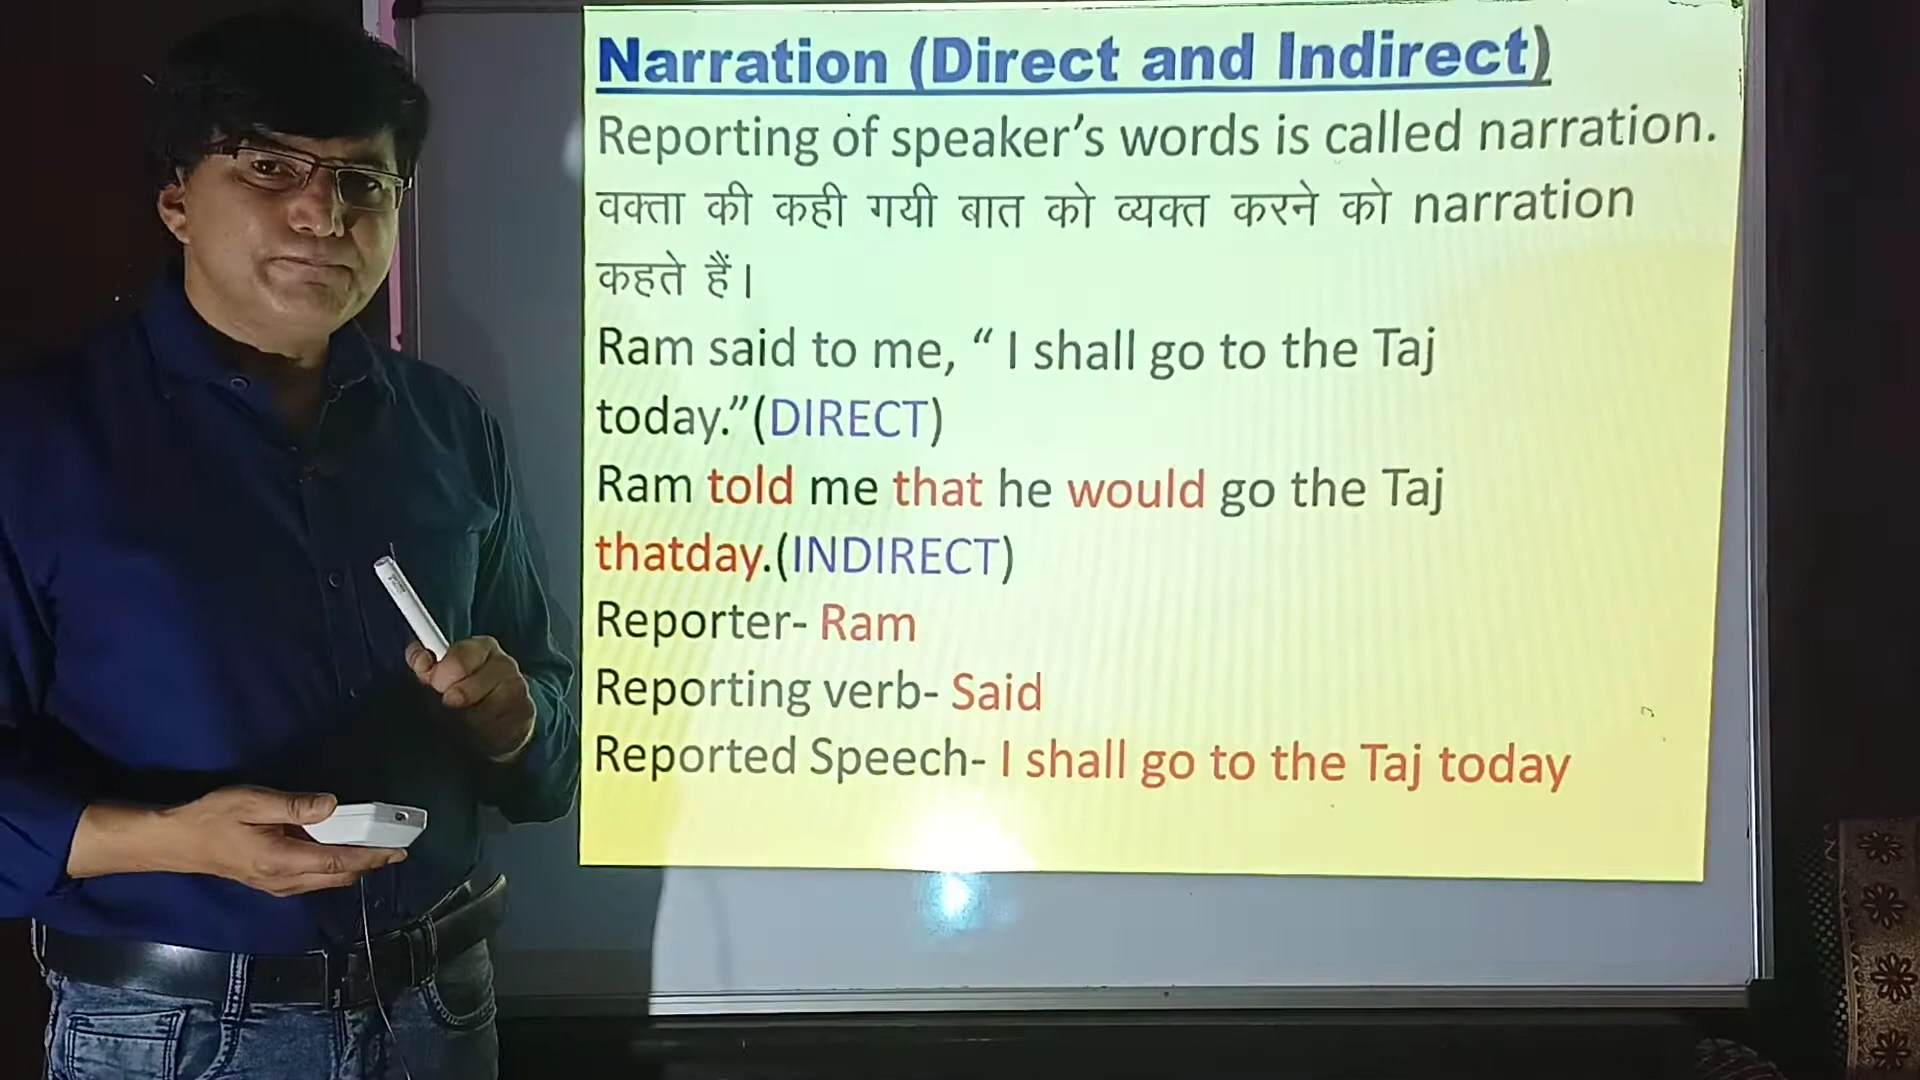 Narration (Direct and Indirect)
Reporting of speaker’s words is called narration.
वक्ता की कही गयी बात को व्यक्त करने को narration
कहते हैं।
Ram said to me, “ I shall go to the Taj
today.”(DIRECT)
Ram told me that he would go the Taj
thatday.(INDIRECT)
Reporter- Ram
Reporting verb- Said
Reported Speech- I shall go to the Taj today